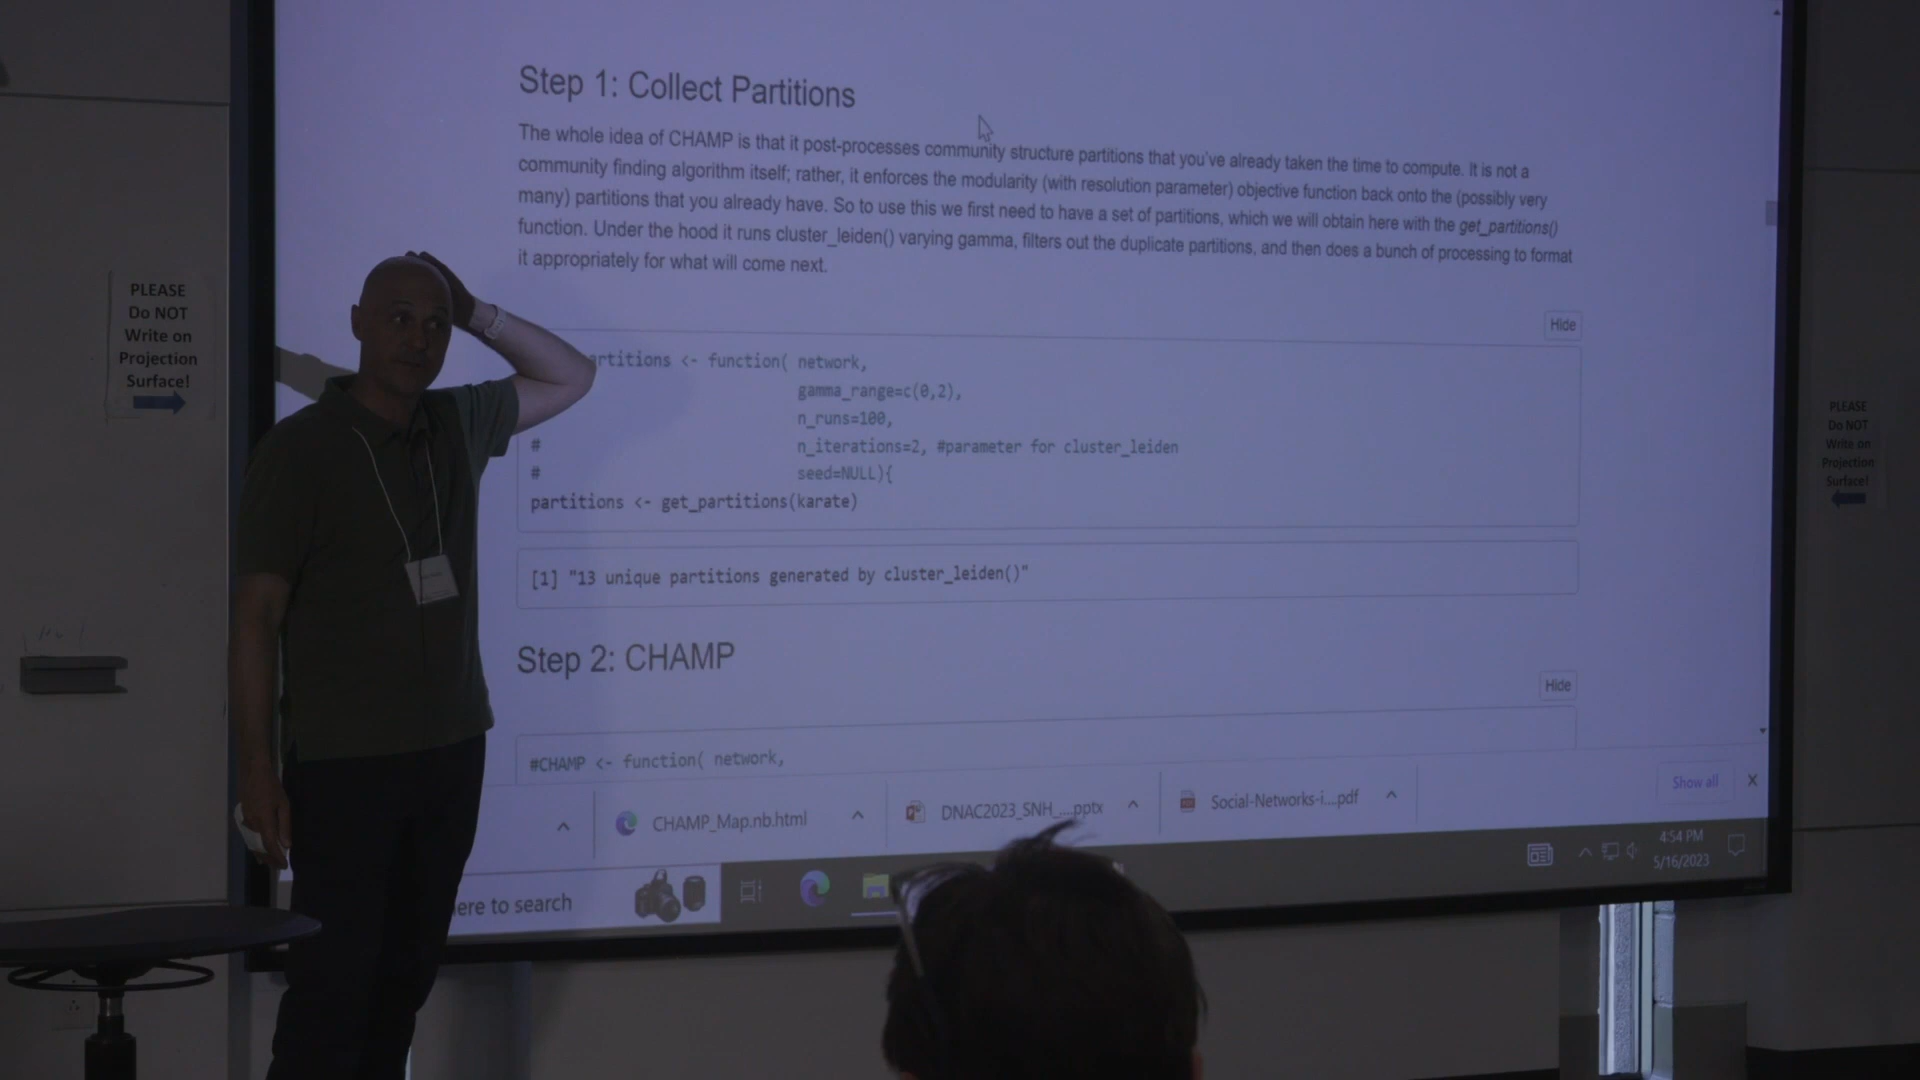 Step 1: Collect Partitions
The whole idea of CHAMP is that it post-processes community structure partitions that you've already taken the time to compute. It is not a
community finding algorithm itself; rather, it enforces the modularity (with resolution parameter) objective function back onto the (possibly very
many) partitions that you already have. So to use this we first need to have a set of partitions, which we will obtain here with the get_partitions()
function. Under the hood it runs cluster_leiden() varying gamma, filters out the duplicate partitions, and then does a bunch of processing to format
it appropriately for what will come next.
Hide
artitions <- function( network,
gamma_range=c(0,2),
n_runs=100,
# n_iterations=2, #parameter for cluster_leiden
# seed=NULL){
partitions <- get_partitions(karate)
[1] "13 unique partitions generated by cluster_leiden()"
Step 2: CHAMP
Hide
#CHAMP <- function( network,
CHAMP_Map.nb.html
DNAC2023_SNH_....pptx
Social-Networks-i...pdf
Show all
ere to search
4:54 PM
5/16/2023
PLEASE
Do NOT
Write on
Projection
Surface!
PLEASE
Do NOT
Write on
Projection
Surface!